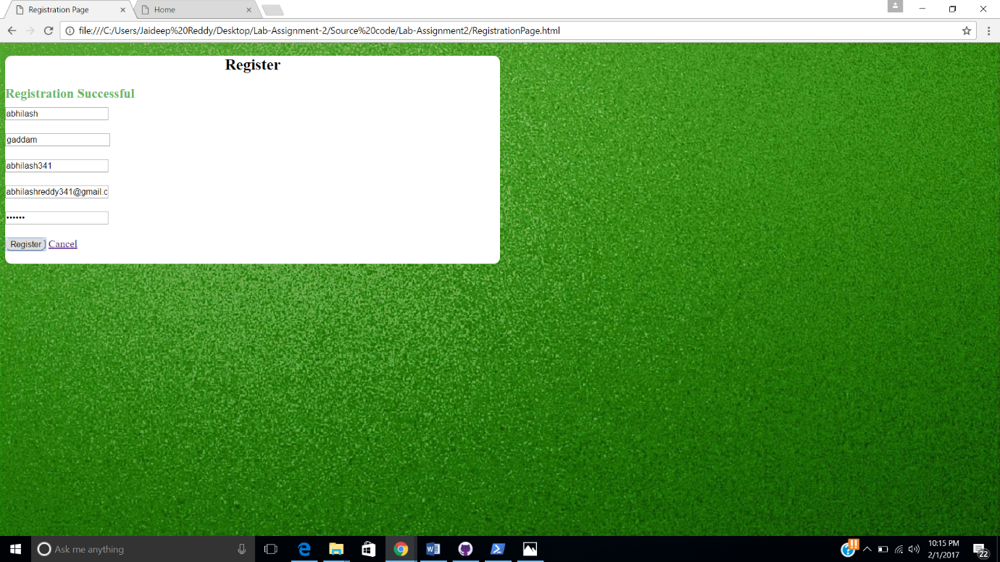 Registration Page
Home
file:///C:/Users/Jaideep%20Reddy/Desktop/Lab-Assignment-2/Source%20code/Lab-Assignment2/RegistrationPage.html
Register
Registration Successful
abhilash
gaddam
abhilash341
abhilashreddy341@gmail.c
••••••
Register Cancel
Ask me anything
10:15 PM
2/1/2017
22